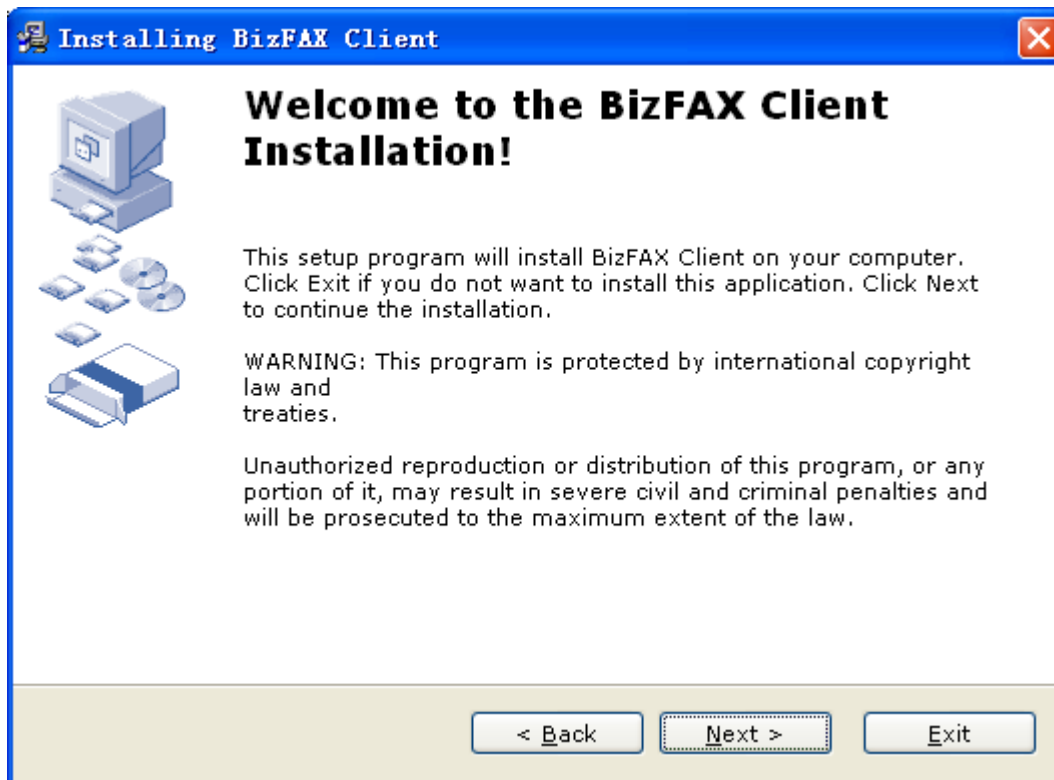 Installing BizFAX Client
Welcome to the BizFAX Client
Installation!
This setup program will install BizFAX Client on your computer.
Click Exit if you do not want to install this application. Click Next
to continue the installation.
WARNING: This program is protected by international copyright
law and
treaties.
Unauthorized reproduction or distribution of this program, or any
portion of it, may result in severe civil and criminal penalties and
will be prosecuted to the maximum extent of the law.
< Back   Next >   Exit